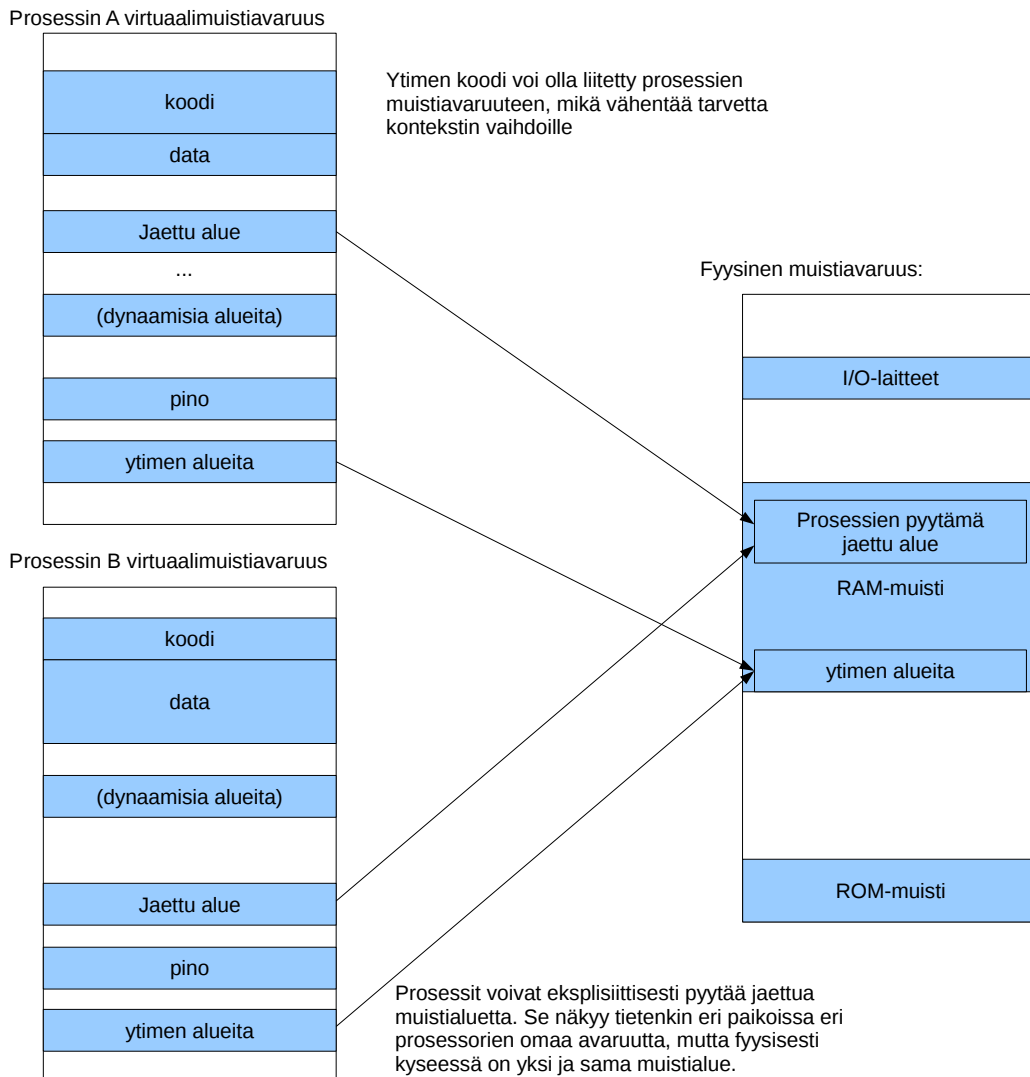 Prosessin A virtuaalimuistiavaruus
koodi
data
Jaettu alue
...
(dynaamisia alueita)
pino
ytimen alueita
Ytimen koodi voi olla liitetty prosessien
muistiavaruuteen, mikä vähentää tarvetta
kontekstin vaihdoille
Fyysinen muistiavaruus:
I/O-laitteet
Prosessien pyytämä
jaettu alue
RAM-muisti
ytimen alueita
ROM-muisti
Prosessin B virtuaalimuistiavaruus
koodi
data
(dynaamisia alueita)
Jaettu alue
pino
ytimen alueita
Prosessit voivat eksplisiittisesti pyytää jaettua
muistialuetta. Se näkyy tietenkin eri paikoissa eri
prosessorien omaa avaruutta, mutta fyysisesti
kyseessä on yksi ja sama muistialue.